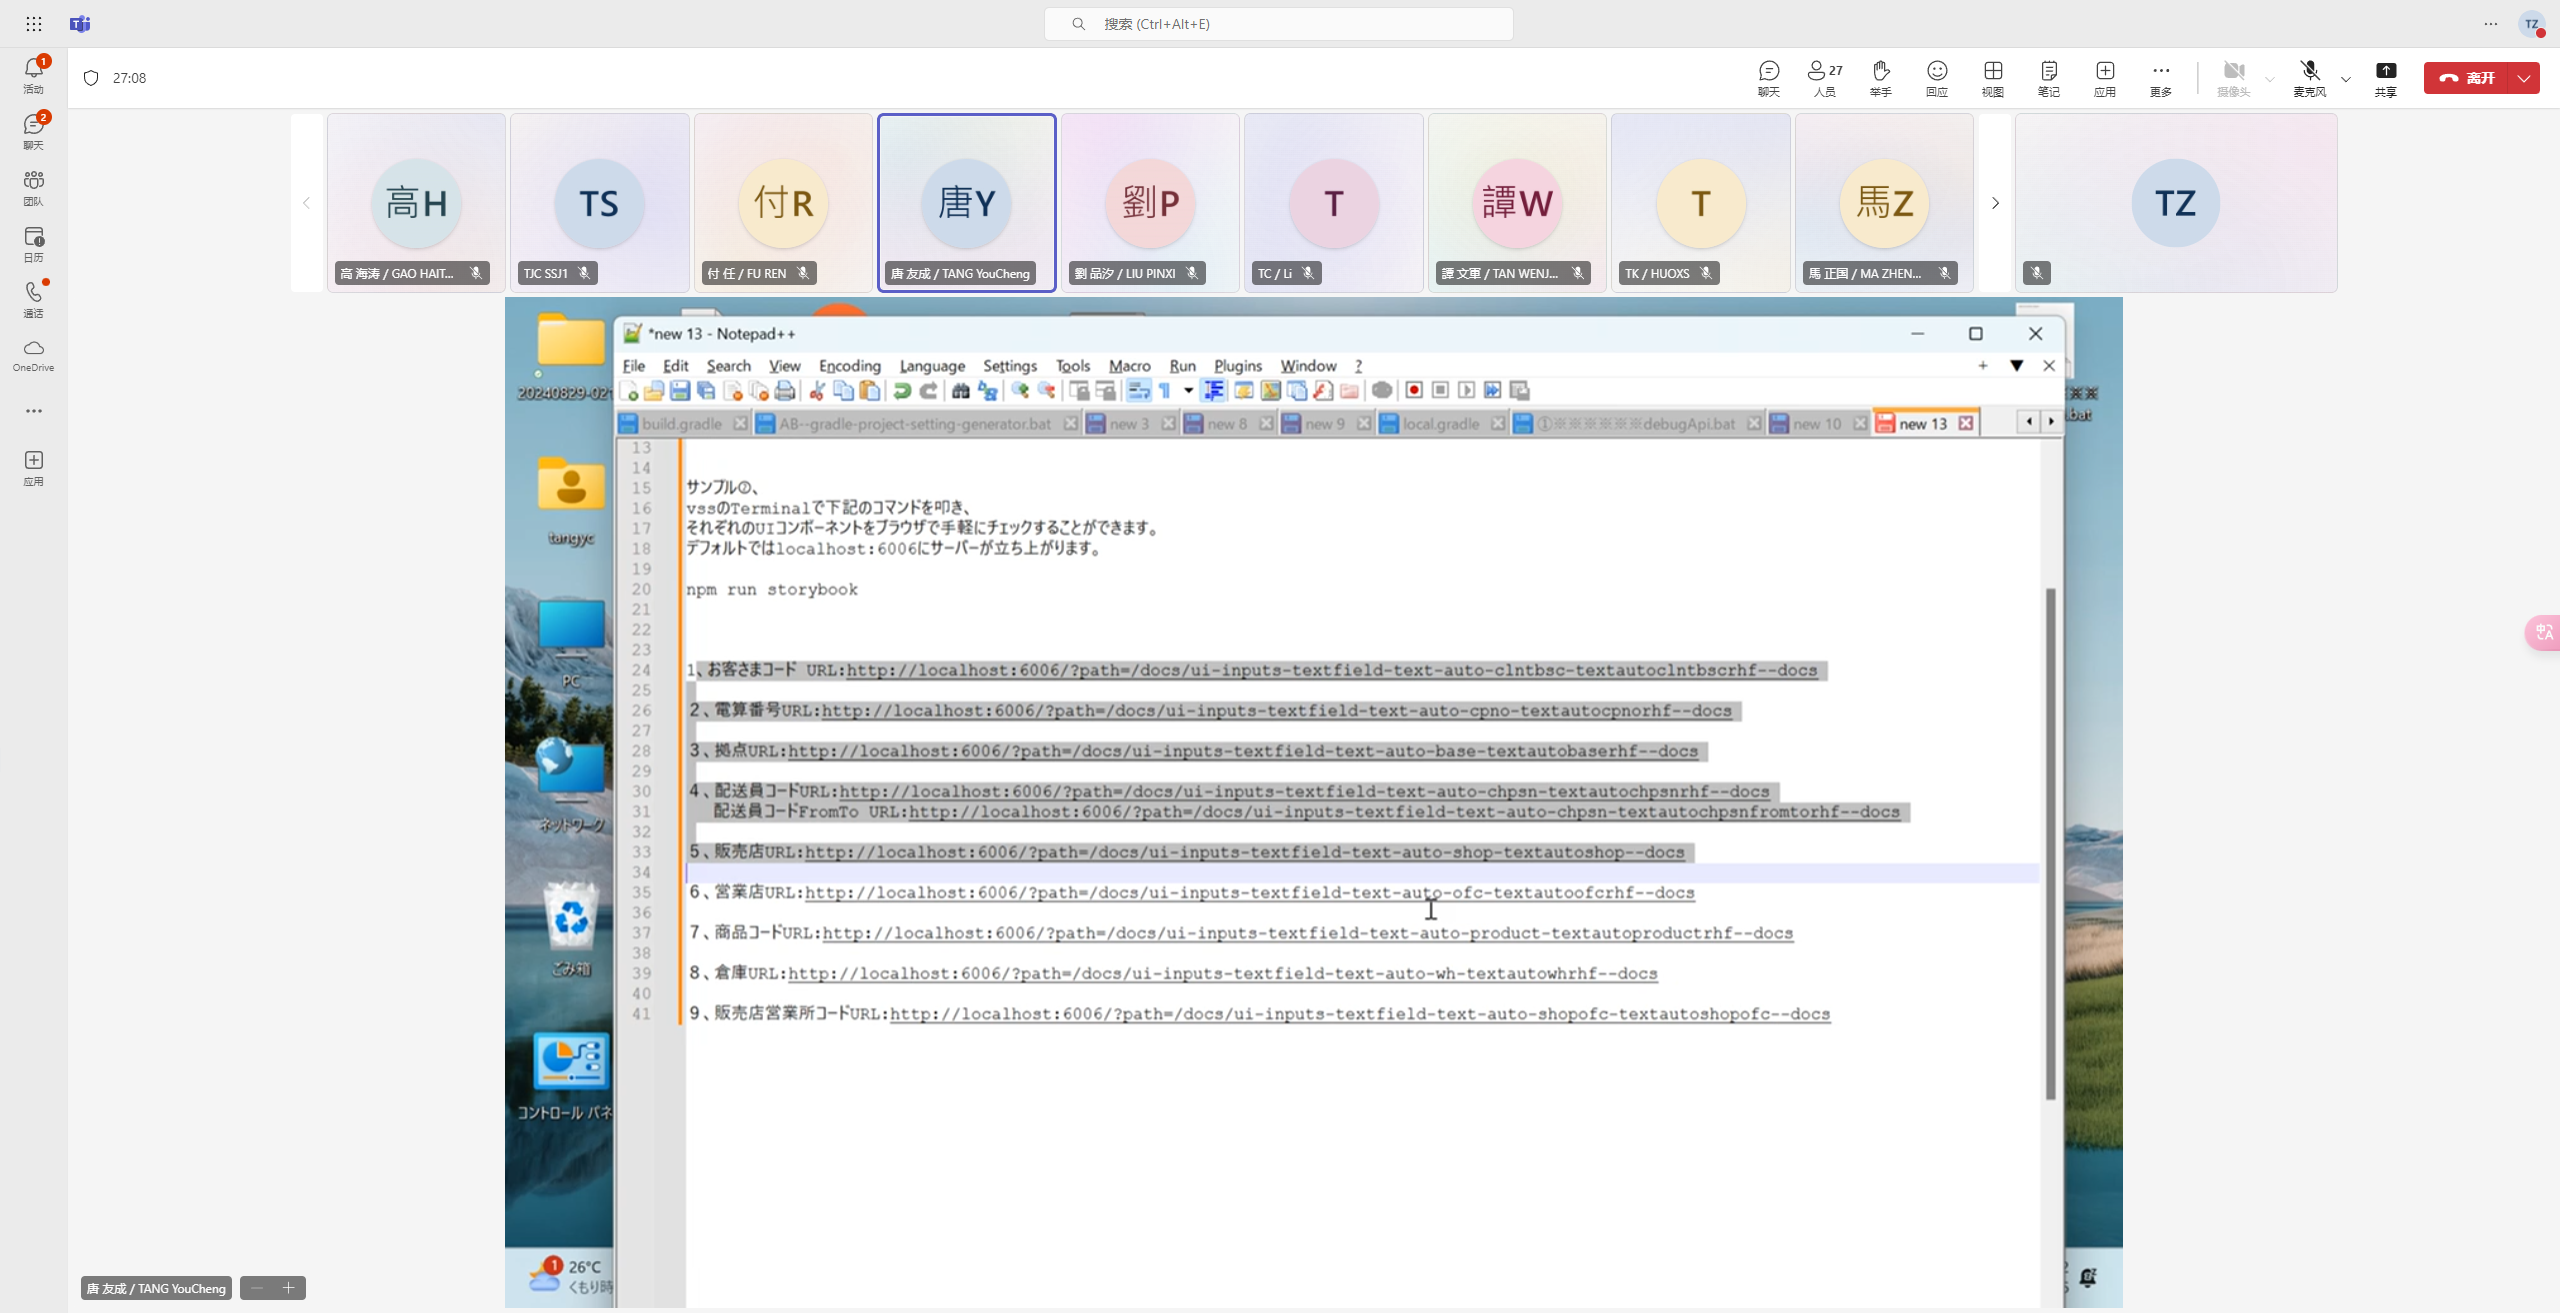 搜索 (Ctrl+Alt+E)
TZ
1
活动
2
聊天
团队
日历
通话
OneDrive
应用
27:08
聊天
27
人员
举手
回应
视图
笔记
应用
更多
摄像头
麦克风
共享
离开
高H
高 海涛 / GAO HAIT...
TS
TJC SSJ1
付R
付 任 / FU REN
唐Y
唐 友成 / TANG YouCheng
劉P
劉 品汐 / LIU PINXI
T
TC / Li
譚W
譚 文軍 / TAN WENJ...
T
TK / HUOXS
馬Z
馬 正国 / MA ZHEN...
TZ
20240829-021
tangyc
PC
ネットワーク
ごみ箱
コントロール パネ
.bat
*new 13 - Notepad++
File Edit Search View Encoding Language Settings Tools Macro Run Plugins Window ?
build.gradle AB--gradle-project-setting-generator.bat new 3 new 8 new 9 local.gradle ①※※※※※※debugApi.bat new 10 new 13
13
14
15 サンプル②、
16 vssのTerminalで下記のコマンドを叩き、
17 それぞれのUIコンポーネントをブラウザで手軽にチェックすることができます。
18 デフォルトではlocalhost:6006にサーバーが立ち上がります。
19
20 npm run storybook
21
22
23
24 1、お客さまコード URL:http://localhost:6006/?path=/docs/ui-inputs-textfield-text-auto-clntbsc-textautoclntbscrhf--docs
25
26 2、電算番号URL:http://localhost:6006/?path=/docs/ui-inputs-textfield-text-auto-cpno-textautocpnorhf--docs
27
28 3、拠点URL:http://localhost:6006/?path=/docs/ui-inputs-textfield-text-auto-base-textautobaserhf--docs
29
30 4、配送員コードURL:http://localhost:6006/?path=/docs/ui-inputs-textfield-text-auto-chpsn-textautochpsnrhf--docs
31 配送員コードFromTo URL:http://localhost:6006/?path=/docs/ui-inputs-textfield-text-auto-chpsn-textautochpsnfromtorhf--docs
32
33 5、販売店URL:http://localhost:6006/?path=/docs/ui-inputs-textfield-text-auto-shop-textautoshop--docs
34
35 6、営業店URL:http://localhost:6006/?path=/docs/ui-inputs-textfield-text-auto-ofc-textautoofcrhf--docs
36
37 7、商品コードURL:http://localhost:6006/?path=/docs/ui-inputs-textfield-text-auto-product-textautoproductrhf--docs
38
39 8、倉庫URL:http://localhost:6006/?path=/docs/ui-inputs-textfield-text-auto-wh-textautowhrhf--docs
40
41 9、販売店営業所コードURL:http://localhost:6006/?path=/docs/ui-inputs-textfield-text-auto-shopofc-textautoshopofc--docs
1
26°C
くもり時
唐 友成 / TANG YouCheng